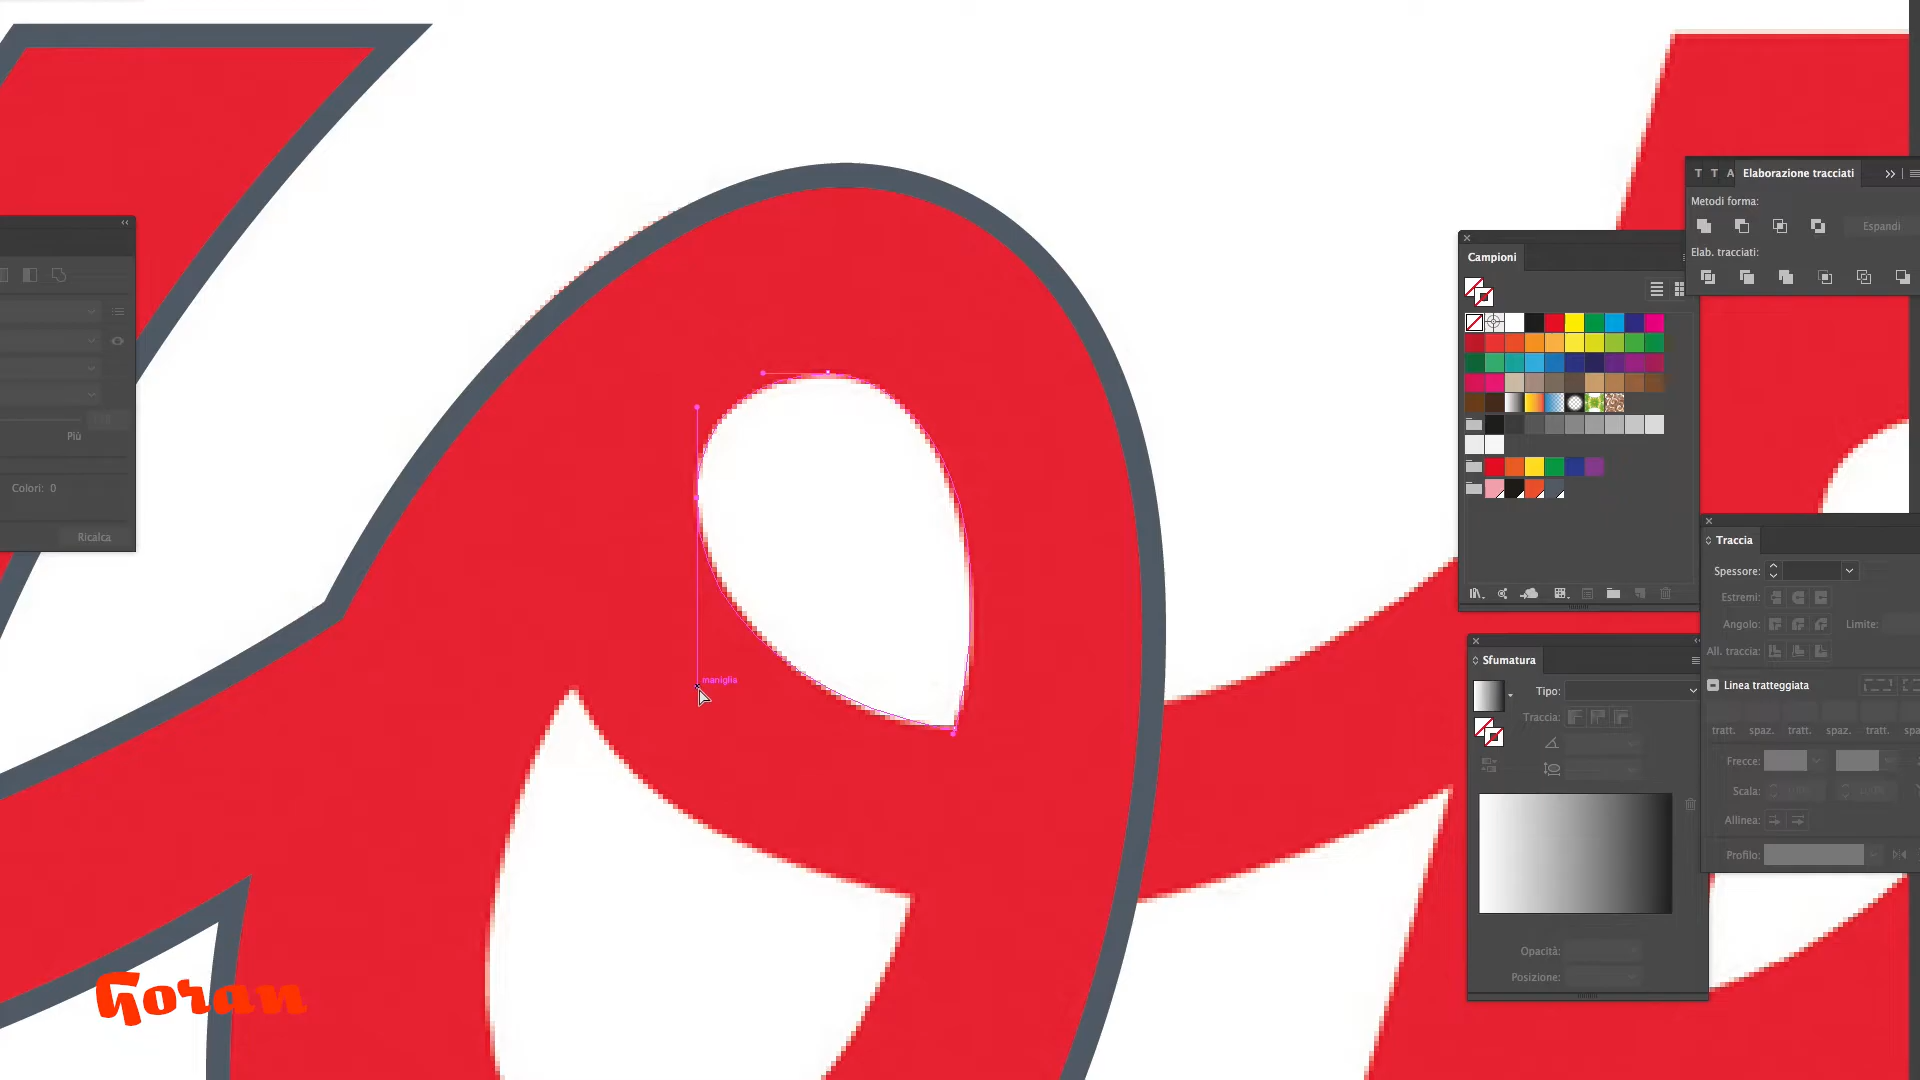 T T A Elaborazione tracciati
Metodi forma:
Espandi
Elab. tracciati:
Campioni
Più
Colori: 0
Ricalca
maniglia
Traccia
Spessore:
Estremi:
Angolo:
Limite:
All. traccia:
Linea tratteggiata
tratt. spaz. tratt. spaz. tratt. spa
Frecce:
Scala:
Allinea:
Profilo:
Sfumatura
Tipo:
Traccia:
Opacità:
Posizione:
Goran